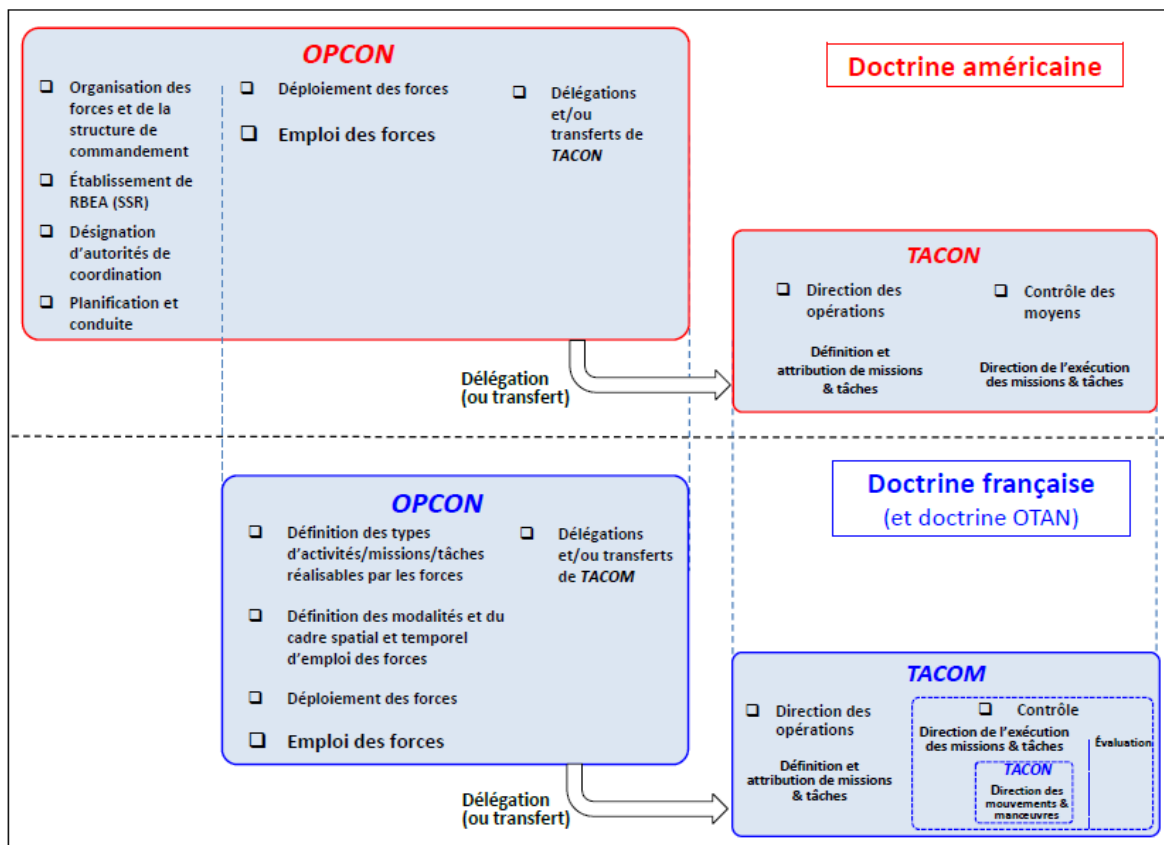 OPCON
Doctrine américaine
❑ Organisation des
forces et de la
structure de
commandement
❑ Établissement de
RBEA (SSR)
❑ Désignation
d'autorités de
coordination
❑ Planification et
conduite
❑ Déploiement des forces
❑ Emploi des forces
❑ Délégations
et/ou
transferts de
TACON
Délégation
(ou transfert)
TACON
❑ Direction des
opérations
Définition et
attribution de missions
& tâches
❑ Contrôle des
moyens
Direction de l'exécution
des missions & tâches
Doctrine française
(et doctrine OTAN)
OPCON
❑ Définition des types
d'activités/missions/tâches
réalisables par les forces
❑ Définition des modalités et du
cadre spatial et temporel
d'emploi des forces
❑ Déploiement des forces
❑ Emploi des forces
❑ Délégations
et/ou transferts
de TACOM
Délégation
(ou transfert)
TACOM
❑ Direction des
opérations
Définition et
attribution de missions
& tâches
❑ Contrôle
Direction de l'exécution
des missions & tâches
Évaluation
TACON
Direction des
mouvements &
manœuvres